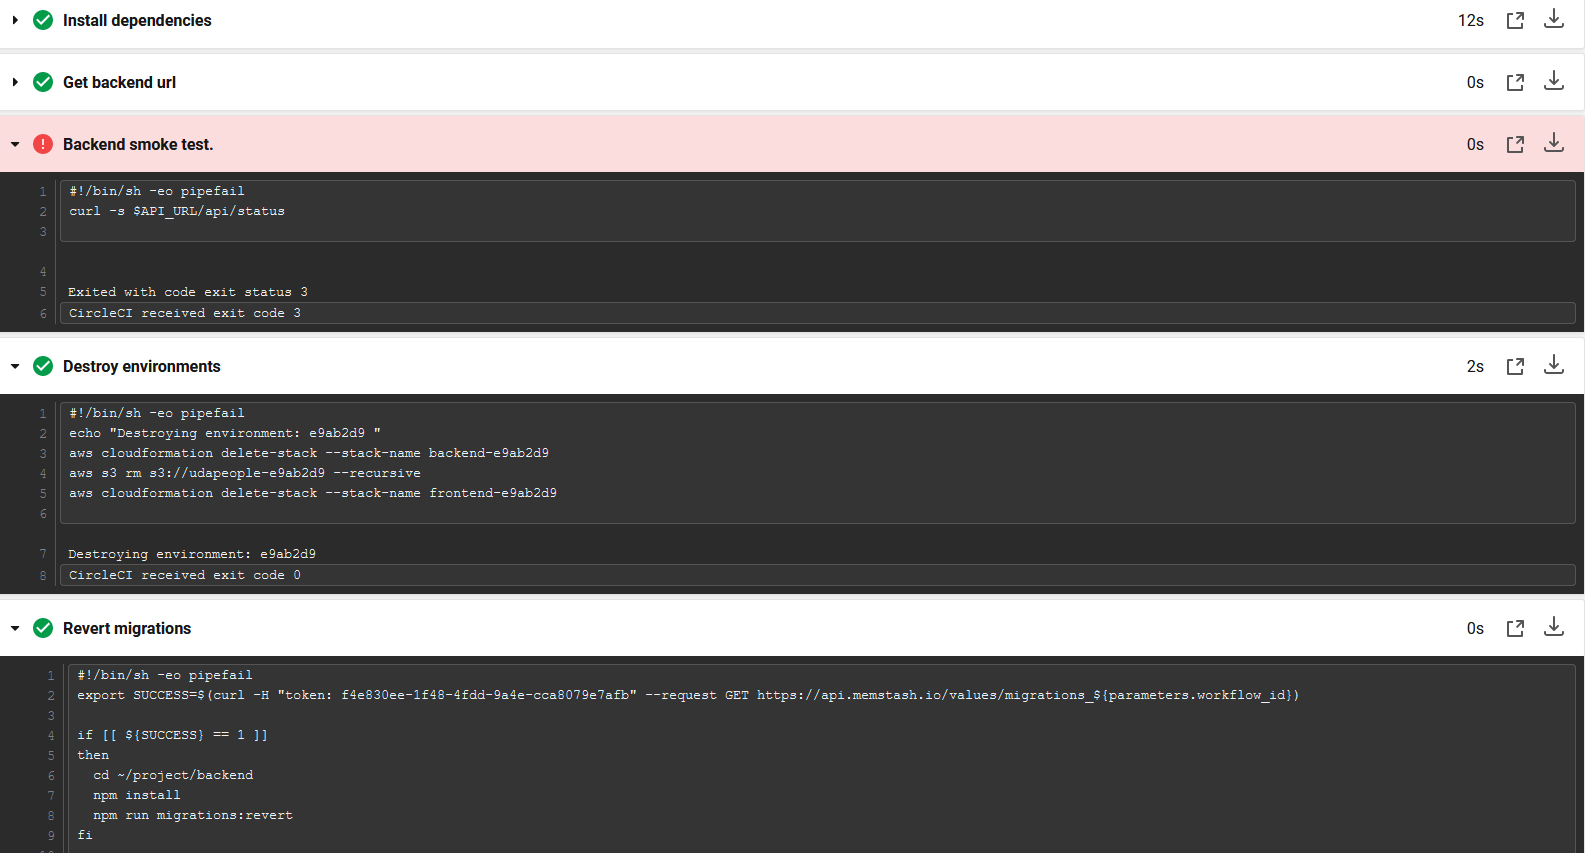 Install dependencies 12s
Get backend url 0s
Backend smoke test. 0s
1 #!/bin/sh -eo pipefail
2 curl -s $API_URL/api/status
3
4
5 Exited with code exit status 3
6 CircleCI received exit code 3
Destroy environments 2s
1 #!/bin/sh -eo pipefail
2 echo "Destroying environment: e9ab2d9 "
3 aws cloudformation delete-stack --stack-name backend-e9ab2d9
4 aws s3 rm s3://udapeople-e9ab2d9 --recursive
5 aws cloudformation delete-stack --stack-name frontend-e9ab2d9
6
7 Destroying environment: e9ab2d9
8 CircleCI received exit code 0
Revert migrations 0s
1 #!/bin/sh -eo pipefail
2 export SUCCESS=$(curl -H "token: f4e830ee-1f48-4fdd-9a4e-cca8079e7afb" --request GET https://api.memstash.io/values/migrations_${parameters.workflow_id})
3
4 if [[ ${SUCCESS} == 1 ]]
5 then
6 cd ~/project/backend
7 npm install
8 npm run migrations:revert
9 fi